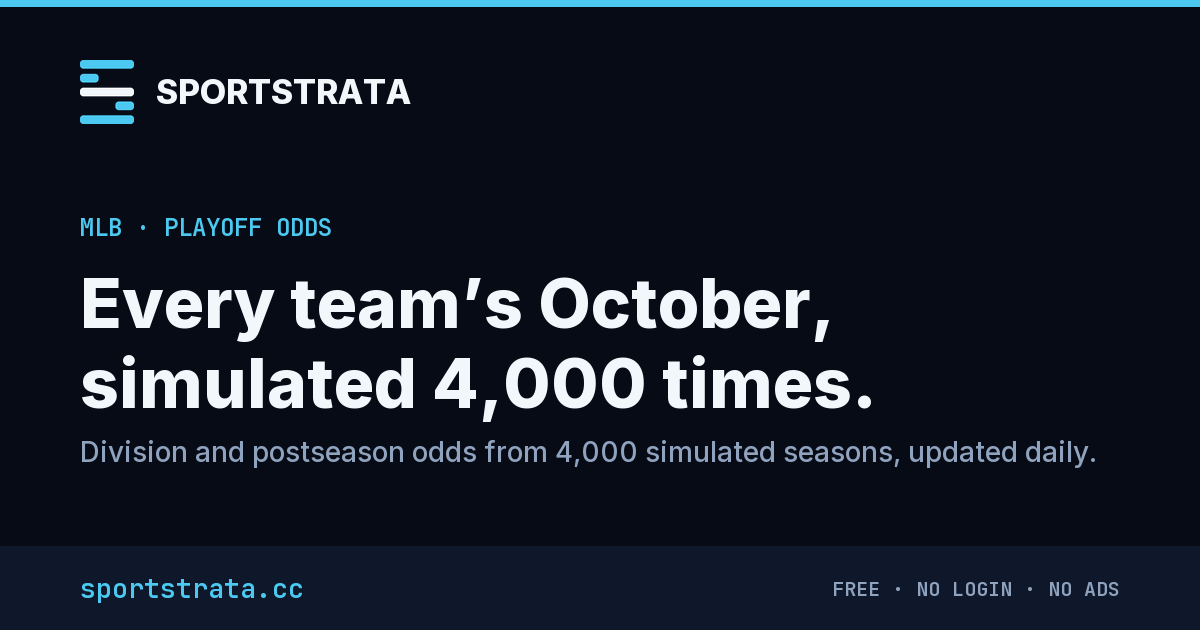 SPORTSTRATA
MLB · PLAYOFF ODDS
Every team’s October,
simulated 4,000 times.
Division and postseason odds from 4,000 simulated seasons, updated daily.
sportstrata.cc
FREE · NO LOGIN · NO ADS